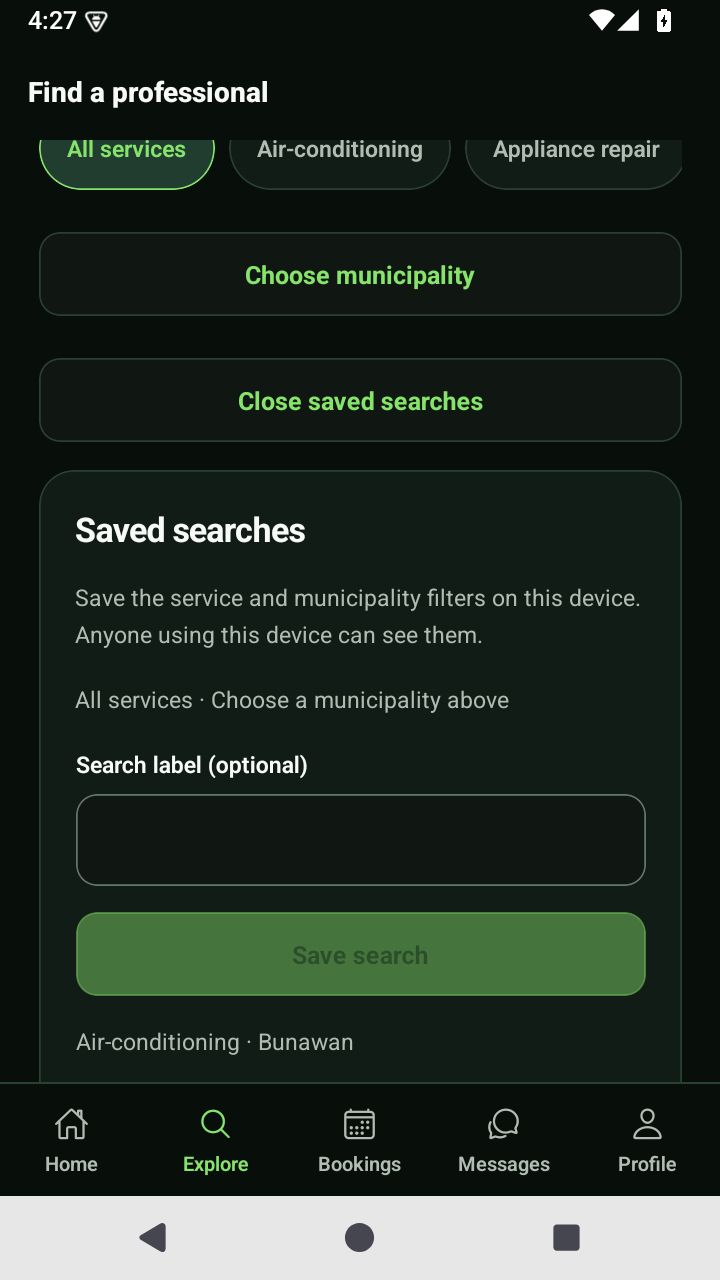 4:27
Find a professional
All services
Air-conditioning
Appliance repair
Choose municipality
Close saved searches
Saved searches
Save the service and municipality filters on this device.
Anyone using this device can see them.
All services · Choose a municipality above
Search label (optional)
Save search
Air-conditioning · Bunawan
Home
Explore
Bookings
Messages
Profile